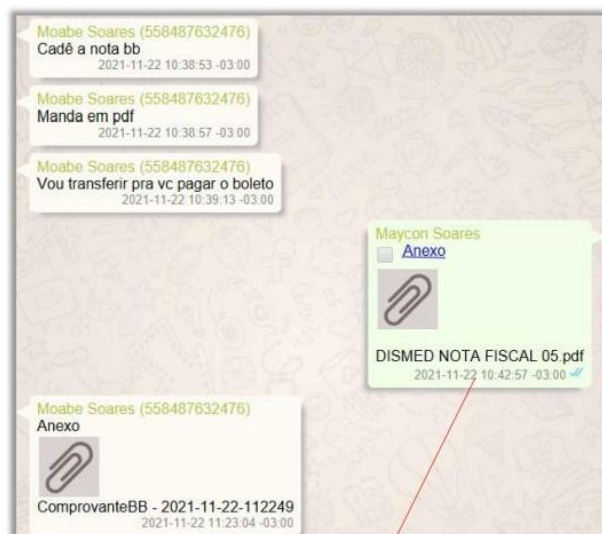 Moabe Soares (558487632476)
Cadê a nota bb
2021-11-22 10:38:53 -03:00
Moabe Soares (558487632476)
Manda em pdf
2021-11-22 10:38:57 -03:00
Moabe Soares (558487632476)
Vou transferir pra vc pagar o boleto
2021-11-22 10:39:13 -03:00
Maycon Soares
Anexo
DISMED NOTA FISCAL 05.pdf
2021-11-22 10:42:57 -03:00
Moabe Soares (558487632476)
Anexo
ComprovanteBB - 2021-11-22-112249
2021-11-22 11:23:04 -03:00